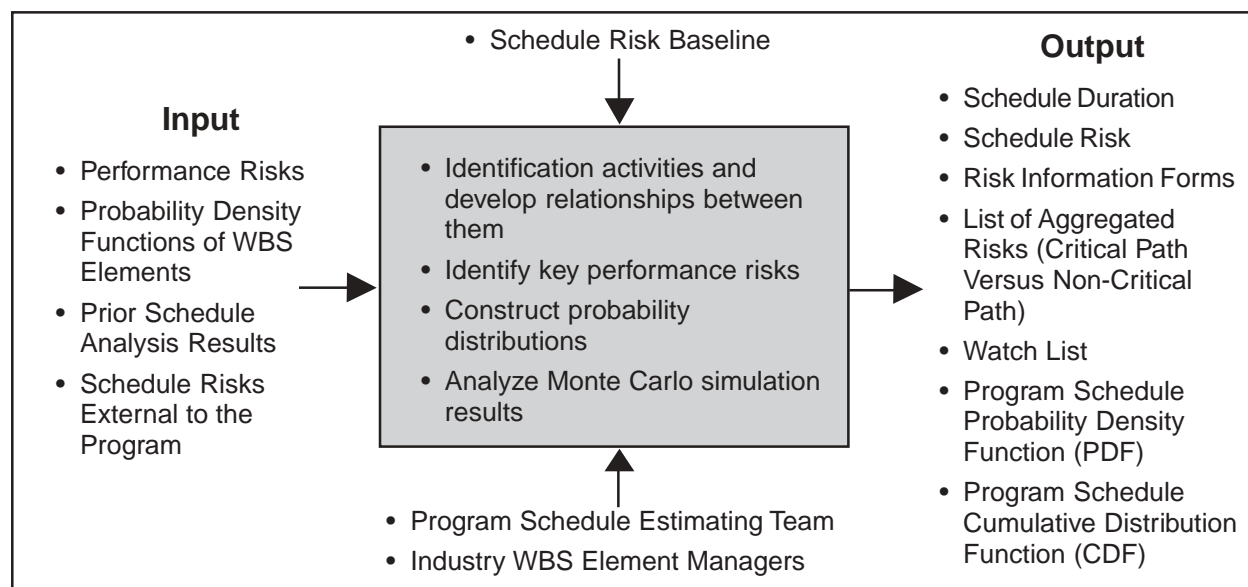 • Schedule Risk Baseline
Input
• Performance Risks
• Probability Density
Functions of WBS
Elements
• Prior Schedule
Analysis Results
• Schedule Risks
External to the
Program
• Identification activities and
develop relationships between
them
• Identify key performance risks
• Construct probability
distributions
• Analyze Monte Carlo simulation
results
• Program Schedule Estimating Team
• Industry WBS Element Managers
Output
• Schedule Duration
• Schedule Risk
• Risk Information Forms
• List of Aggregated
Risks (Critical Path
Versus Non-Critical
Path)
• Watch List
• Program Schedule
Probability Density
Function (PDF)
• Program Schedule
Cumulative Distribution
Function (CDF)